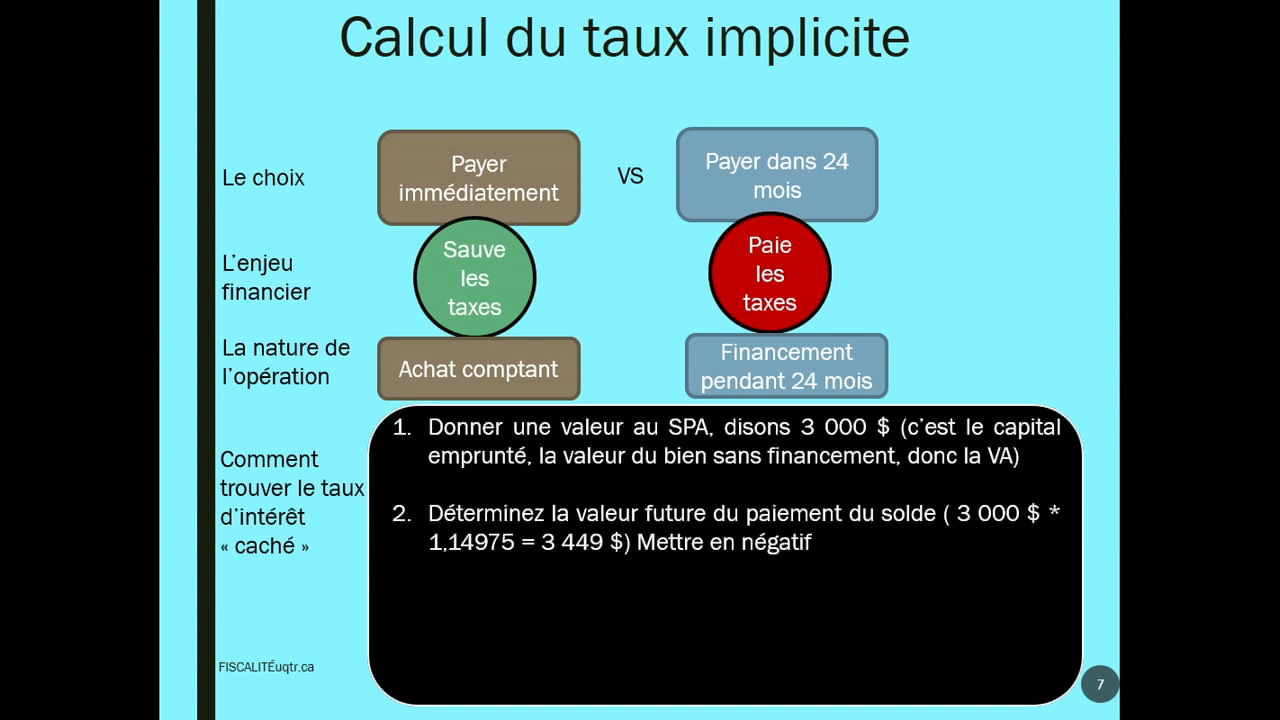 Calcul du taux implicite
Le choix
Payer
immédiatement
VS
Payer dans 24
mois
L'enjeu
financier
Sauve
les
taxes
Paie
les
taxes
La nature de
l'opération
Achat comptant
Financement
pendant 24 mois
Comment
trouver le taux
d'intérêt
« caché »
1. Donner une valeur au SPA, disons 3 000 $ (c'est le capital
emprunté, la valeur du bien sans financement, donc la VA)
2. Déterminez la valeur future du paiement du solde ( 3 000 $ *
1,14975 = 3 449 $) Mettre en négatif
FISCALITÉuqtr.ca
7